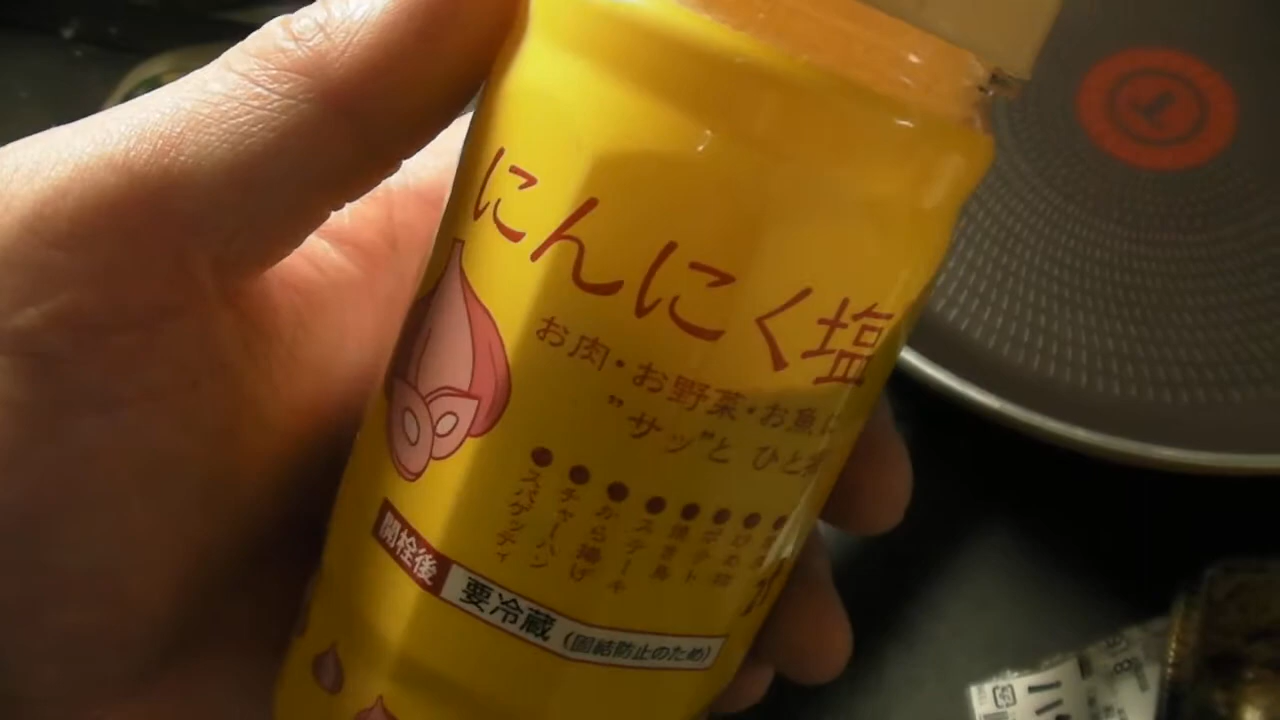 にんにく塩
お肉・お野菜・お魚に
"サッ"と ひと
●スパゲッティ
●チャーハン
●から揚げ
●ステーキ
●焼き鳥
●ポテト
開栓後 要冷蔵 (固結防止のため)